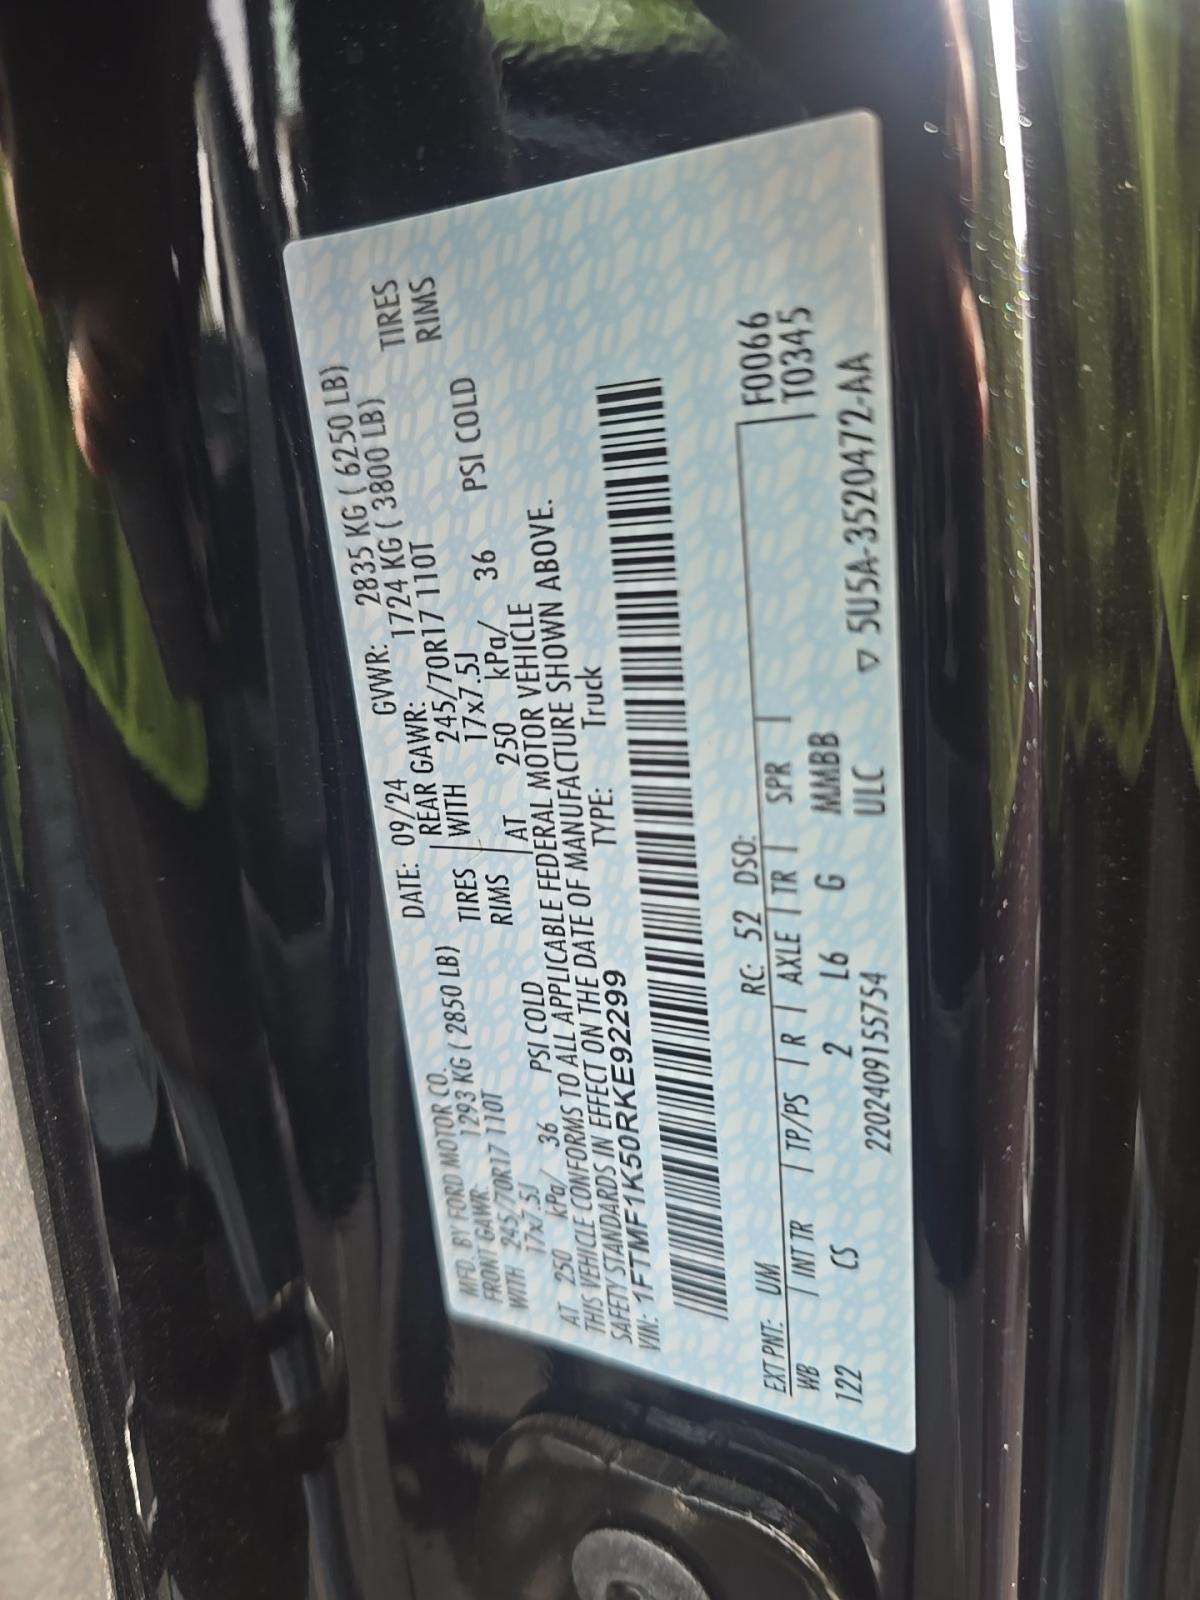 MFD. BY FORD MOTOR CO. DATE: 09/24 GVWR: 2835 KG ( 6250 LB)
FRONT GAWR: 1293 KG ( 2850 LB) REAR GAWR: 1724 KG ( 3800 LB)
WITH 245/70R17 110T TIRES WITH 245/70R17 110T TIRES
17x7.5J RIMS 17x7.5J RIMS
AT 250 kPa/ 36 PSI COLD AT 250 kPa/ 36 PSI COLD
THIS VEHICLE CONFORMS TO ALL APPLICABLE FEDERAL MOTOR VEHICLE
SAFETY STANDARDS IN EFFECT ON THE DATE OF MANUFACTURE SHOWN ABOVE.
VIN: 1FTMF1K50RKE92299 TYPE: Truck
EXT PNT: UM RC: 52 DSO: F0066
WB INT TR TP/PS R AXLE TR SPR T0345
122 CS 2 L6 G MMBB
2202409155754 ULC ▽ 5U5A-3520472-AA